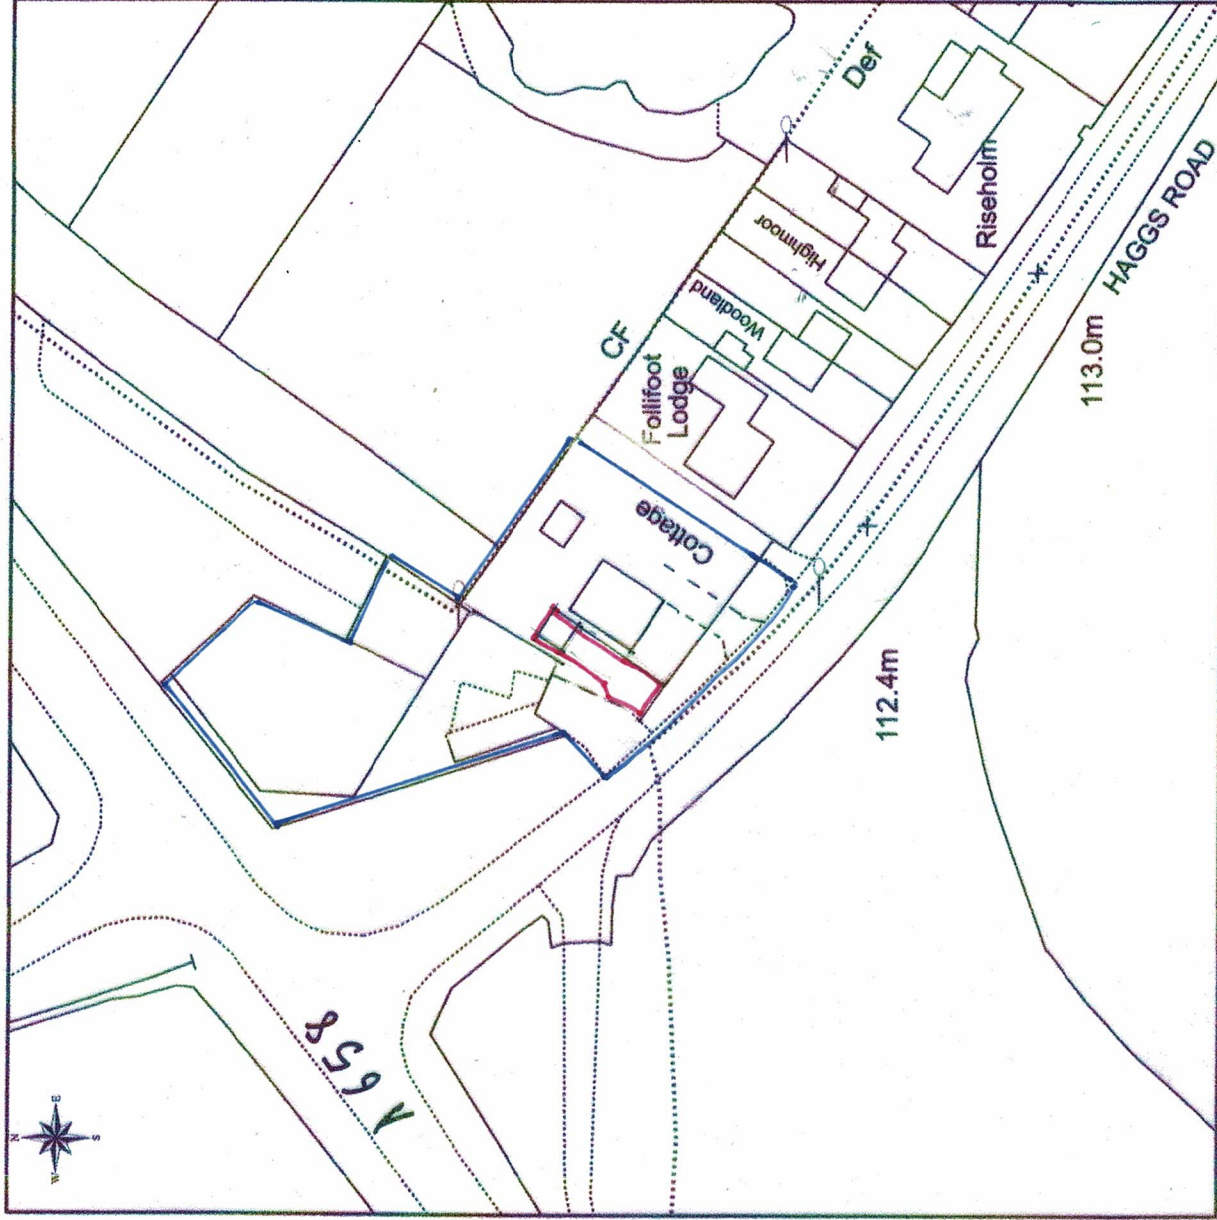 N
W
E
S
Def
Riseholm
Highmoor
Woodland
CF
Follifoot
Lodge
Cottage
HAGGS ROAD
113.0m
112.4m
A658